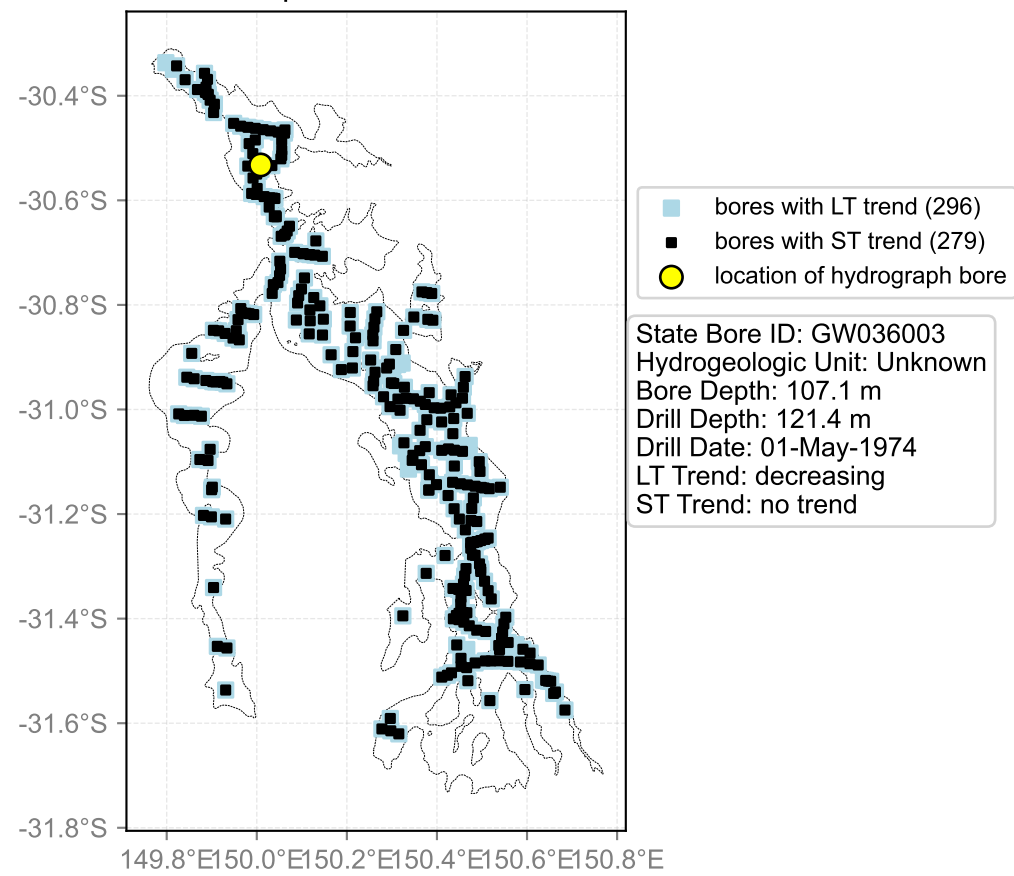 -30.4°S
-30.6°S
-30.8°S
-31.0°S
-31.2°S
-31.4°S
-31.6°S
-31.8°S
149.8°E150.0°E150.2°E150.4°E150.6°E150.8°E
bores with LT trend (296)
bores with ST trend (279)
location of hydrograph bore
State Bore ID: GW036003
Hydrogeologic Unit: Unknown
Bore Depth: 107.1 m
Drill Depth: 121.4 m
Drill Date: 01-May-1974
LT Trend: decreasing
ST Trend: no trend